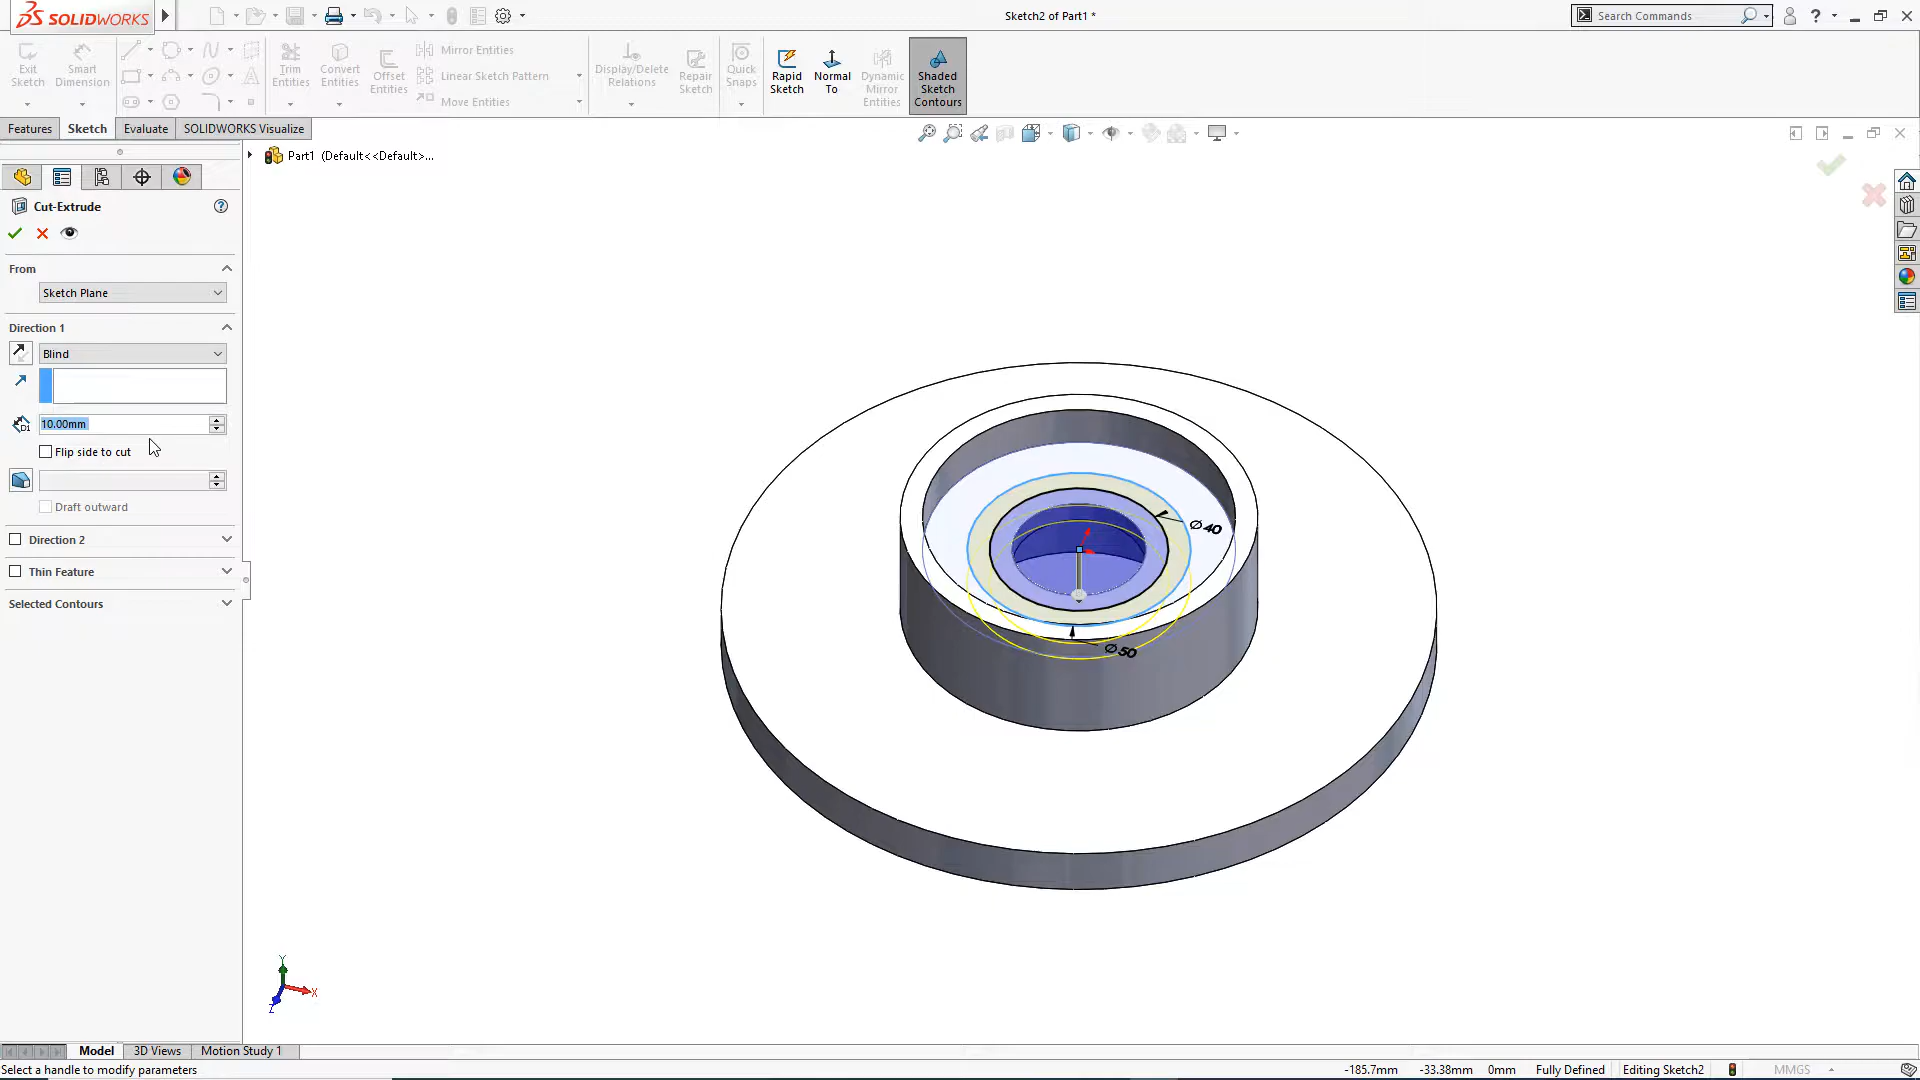 SOLIDWORKS
Sketch2 of Part1 *
Search Commands
?
Exit Sketch
Smart Dimension
Trim Entities
Convert Entities
Offset Entities
Mirror Entities
Linear Sketch Pattern
Move Entities
Display/Delete Relations
Repair Sketch
Quick Snaps
Rapid Sketch
Normal To
Dynamic Mirror Entities
Shaded Sketch Contours
Features
Sketch
Evaluate
SOLIDWORKS Visualize
Part1 (Default<<Default>...
Cut-Extrude
?
From
Sketch Plane
Direction 1
Blind
D1
10.00mm
Flip side to cut
Draft outward
Direction 2
Thin Feature
Selected Contours
Ø40
Ø50
Y
X
Z
Model
3D Views
Motion Study 1
Select a handle to modify parameters
-185.7mm
-33.38mm
0mm
Fully Defined
Editing Sketch2
MMGS